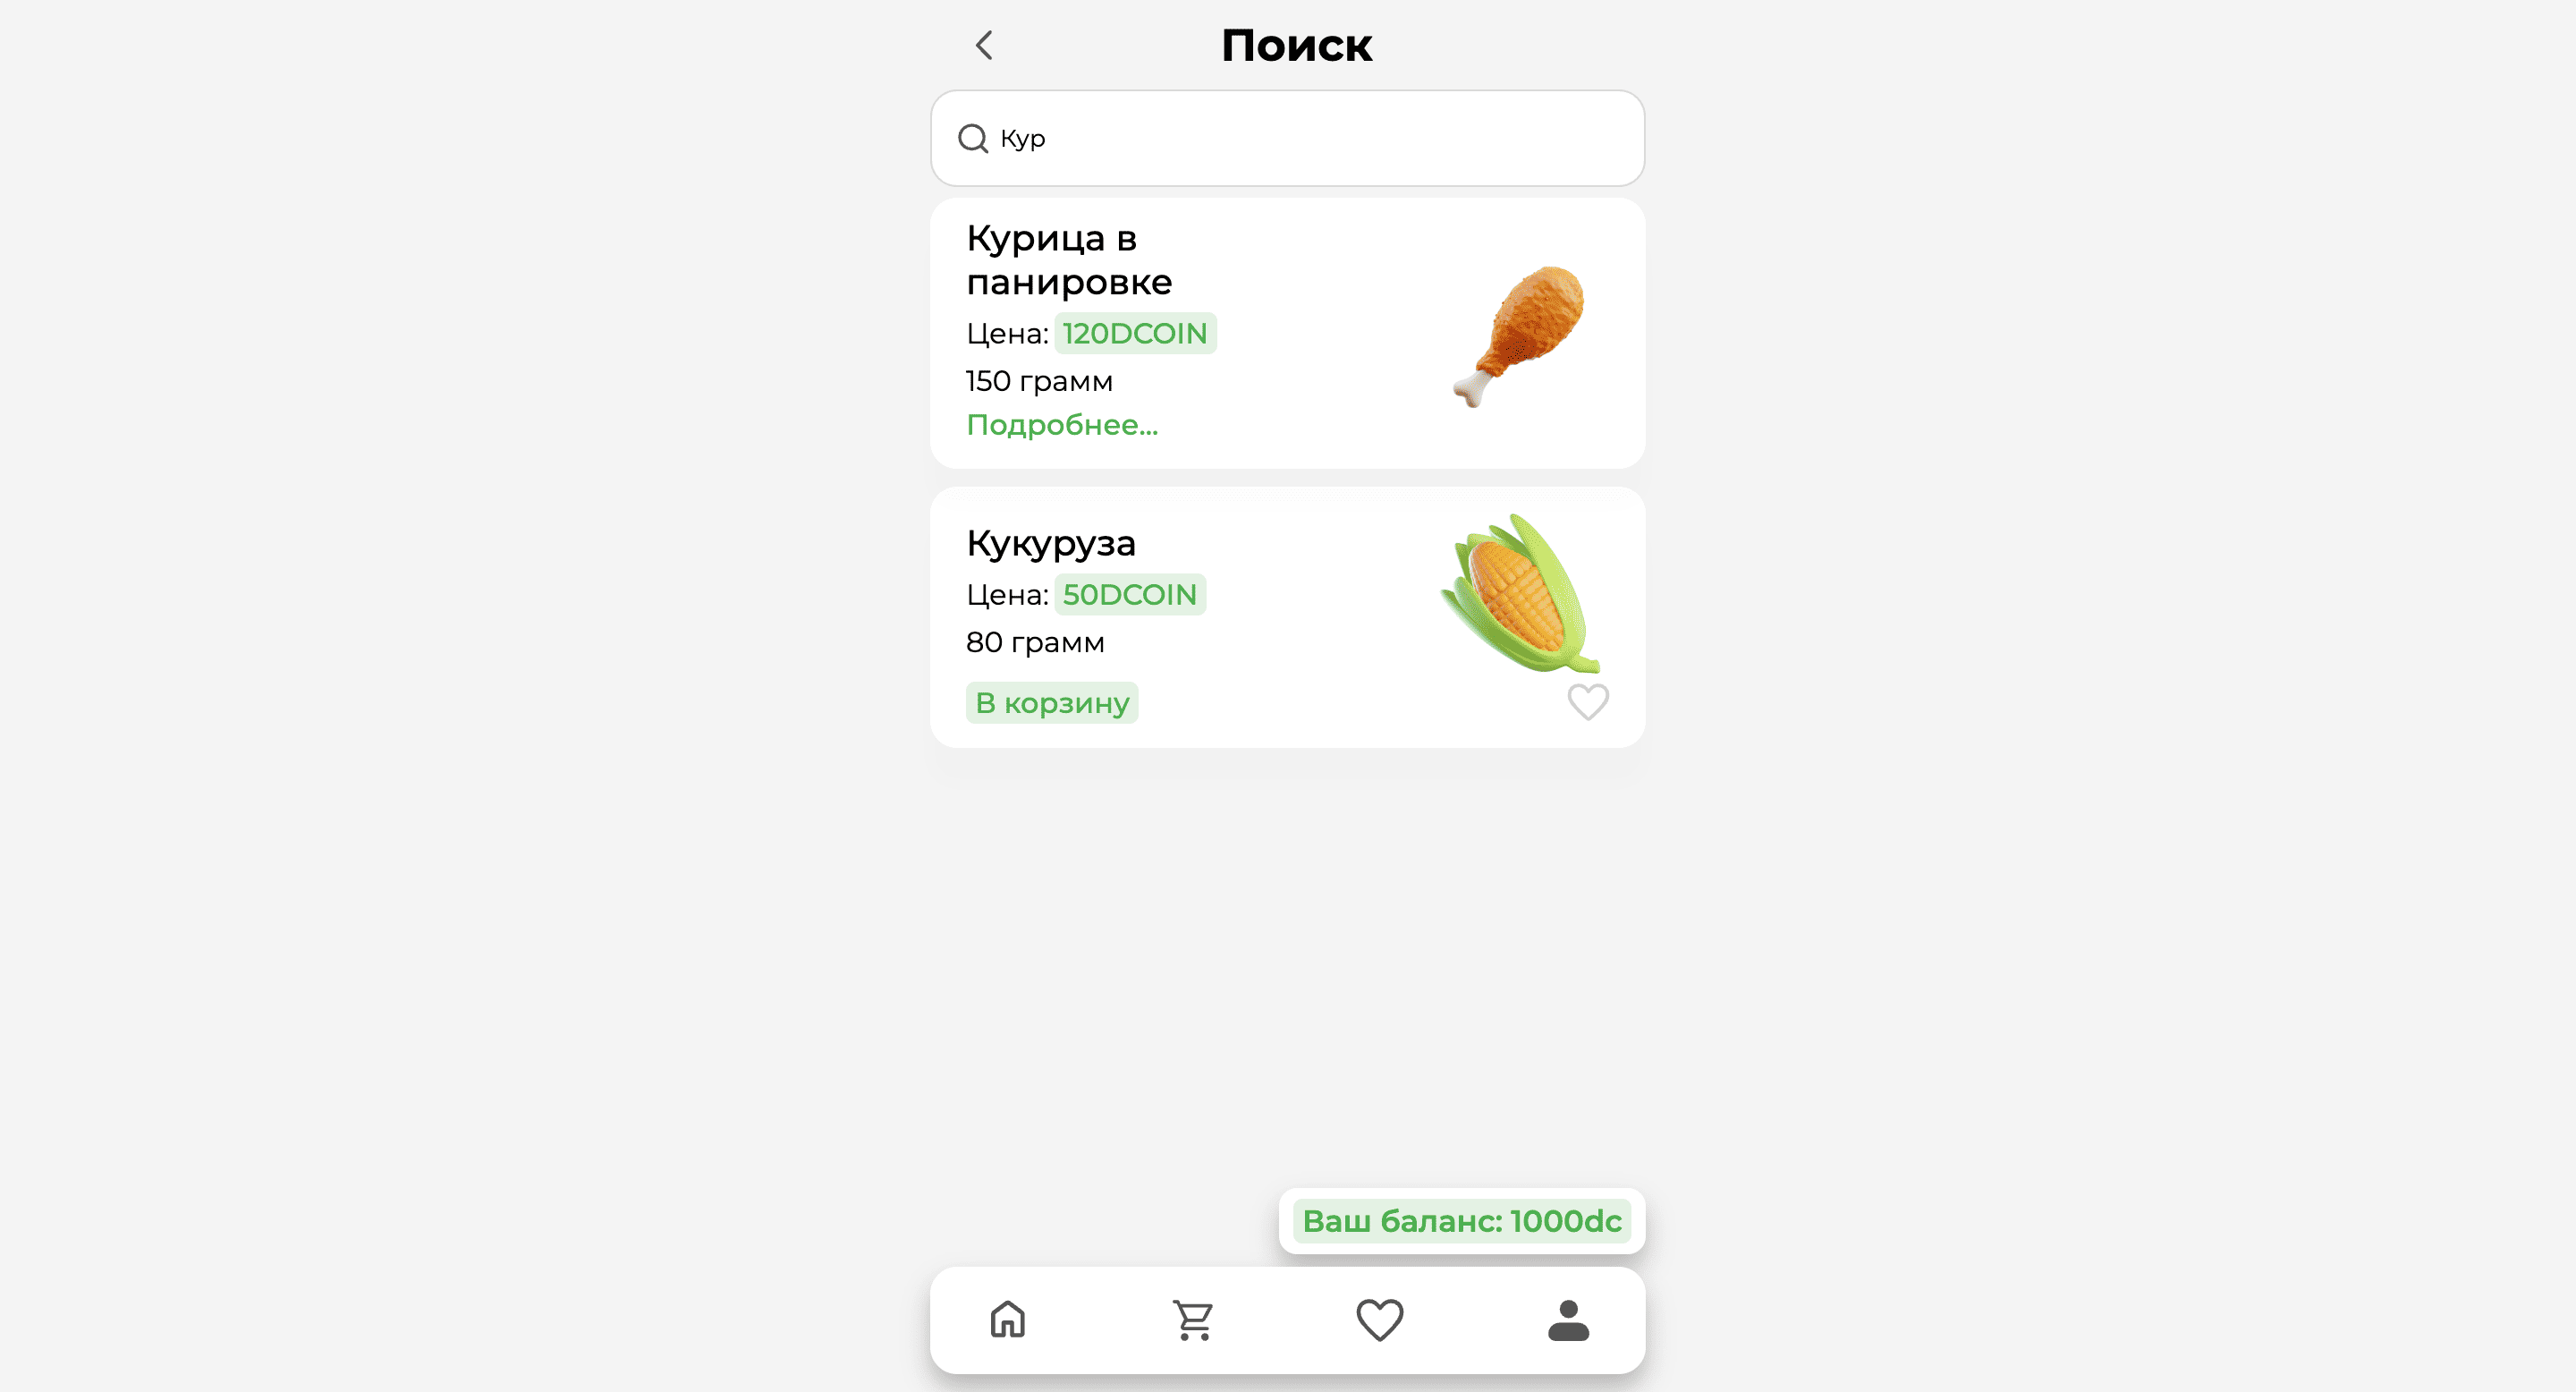 Поиск
Кур
Курица в
панировке
Цена: 120DCOIN
150 грамм
Подробнее...
Кукуруза
Цена: 50DCOIN
80 грамм
В корзину
Ваш баланс: 1000dc